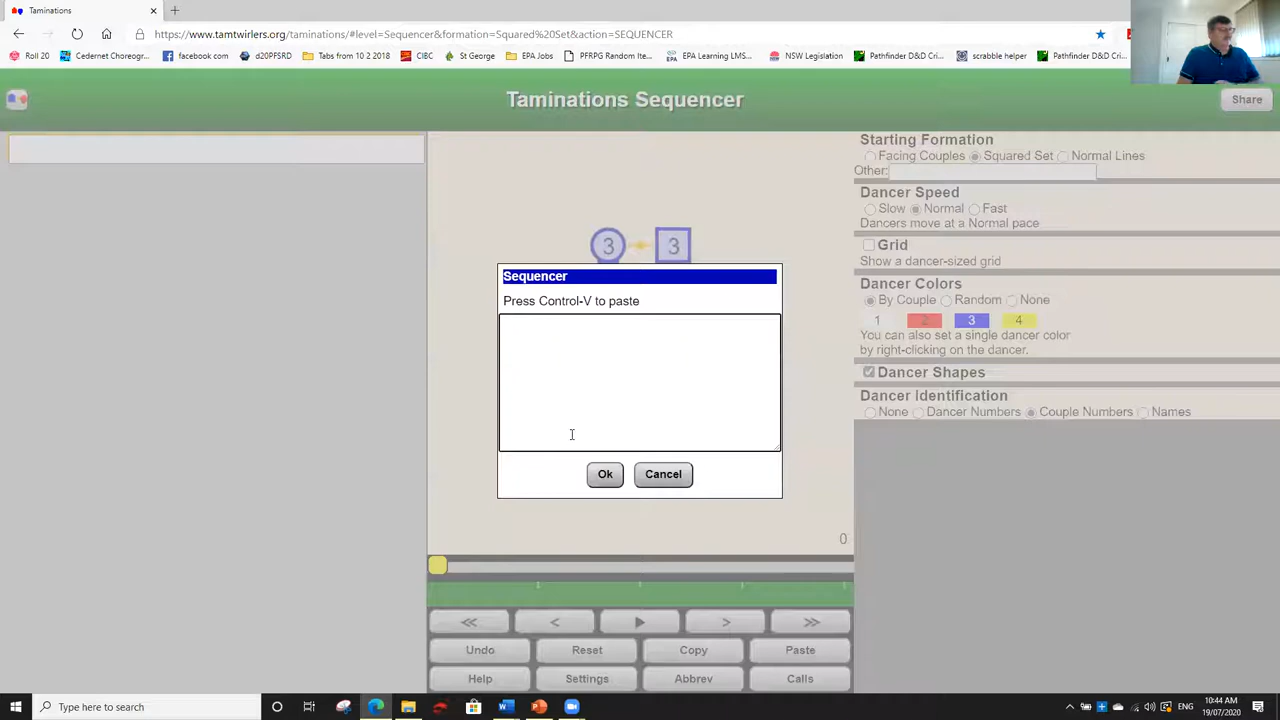 Taminations
https://www.tamtwirlers.org/taminations/#level=Sequencer&formation=Squared%20Set&action=SEQUENCER
Roll 20
Cedernet Choreogr...
facebook.com
d20PFSRD
Tabs from 10 2 2018
CIBC
St George
EPA Jobs
PFRPG Random Ite...
EPA Learning LMS...
NSW Legislation
Pathfinder D&D Cri...
scrabble helper
Pathfinder D&D Cri...
Taminations Sequencer
Share
Starting Formation
Facing Couples Squared Set Normal Lines
Other:
Dancer Speed
Slow Normal Fast
Dancers move at a Normal pace
Grid
Show a dancer-sized grid
Dancer Colors
By Couple Random None
1 2 3 4
You can also set a single dancer color
by right-clicking on the dancer.
Dancer Shapes
Dancer Identification
None Dancer Numbers Couple Numbers Names
3 3
Sequencer
Press Control-V to paste
Ok Cancel
0
<< < > >>
Undo Reset Copy Paste
Help Settings Abbrev Calls
Type here to search
10:44 AM
19/07/2020